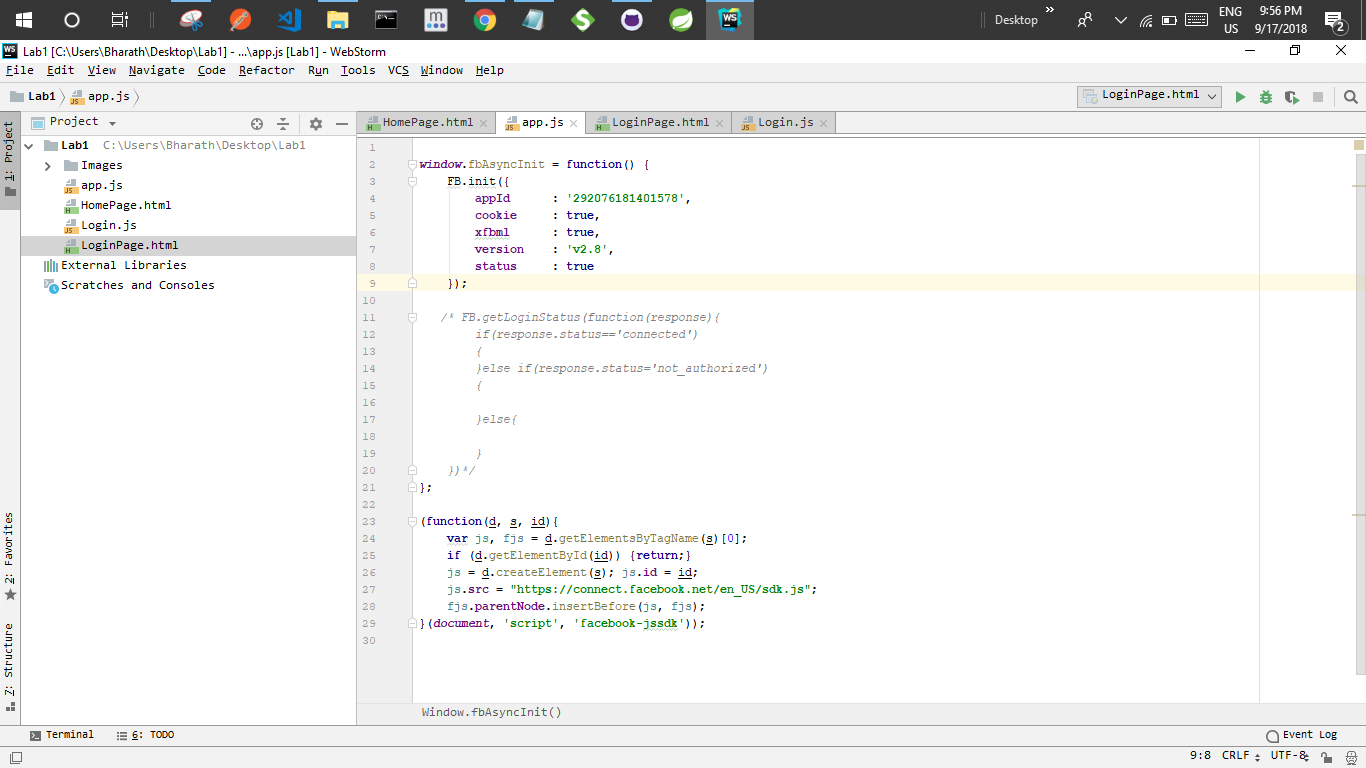 Desktop
ENG
US
9:56 PM
9/17/2018
2
WS
WS
Lab1 [C:\Users\Bharath\Desktop\Lab1] - ...\app.js [Lab1] - WebStorm
File Edit View Navigate Code Refactor Run Tools VCS Window Help
Lab1 app.js
LoginPage.html
1: Project
Project
HomePage.html app.js LoginPage.html Login.js
Lab1 C:\Users\Bharath\Desktop\Lab1
Images
app.js
HomePage.html
Login.js
LoginPage.html
External Libraries
Scratches and Consoles
1
2 window.fbAsyncInit = function() {
3 FB.init({
4 appId : '292076181401578',
5 cookie : true,
6 xfbml : true,
7 version : 'v2.8',
8 status : true
9 });
10
11 /* FB.getLoginStatus(function(response){
12 if(response.status=='connected')
13 {
14 }else if(response.status='not_authorized')
15 {
16
17 }else{
18
19 }
20 })*/
21 };
22
23 (function(d, s, id){
24 var js, fjs = d.getElementsByTagName(s)[0];
25 if (d.getElementById(id)) {return;}
26 js = d.createElement(s); js.id = id;
27 js.src = "https://connect.facebook.net/en_US/sdk.js";
28 fjs.parentNode.insertBefore(js, fjs);
29 }(document, 'script', 'facebook-jssdk'));
30
2: Favorites
Z: Structure
Window.fbAsyncInit()
Terminal 6: TODO Event Log
9:8 CRLF UTF-8